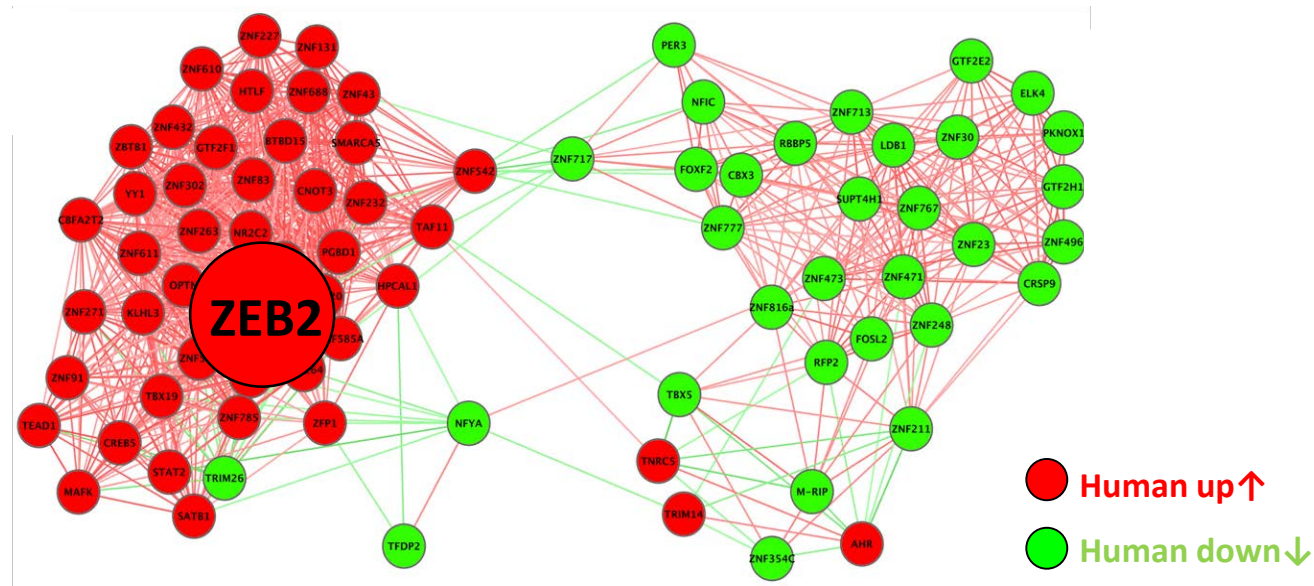 ZNF227
ZNF131
ZNF610
HTLF
ZNF688
ZNF43
ZNF432
ZBTB1
GTF2F1
BTBD15
SMARCA5
YY1
ZNF302
ZNF83
CNOT3
ZNF232
ZNF542
CBFA2T2
ZNF263
NR2C2
TAF11
ZNF611
PGBD1
HPCAL1
ZNF271
KLHL3
ZEB2
ZNF91
TBX19
ZNF785
ZFP1
TEAD1
CREB5
STAT2
TRIM26
MAFK
SATB1
NFYA
TFDP2
PER3
NFIC
ZNF717
FOXF2
CBX3
RBBP5
ZNF713
LDB1
ZNF30
GTF2E2
ELK4
PKNOX1
GTF2H1
ZNF496
ZNF777
SUPT4H1
ZNF767
ZNF23
CRSP9
ZNF473
ZNF471
ZNF816a
ZNF248
FOSL2
RFP2
TBX5
ZNF211
TNRC5
M-RIP
TRIM14
AHR
ZNF354C
Human up↑
Human down↓